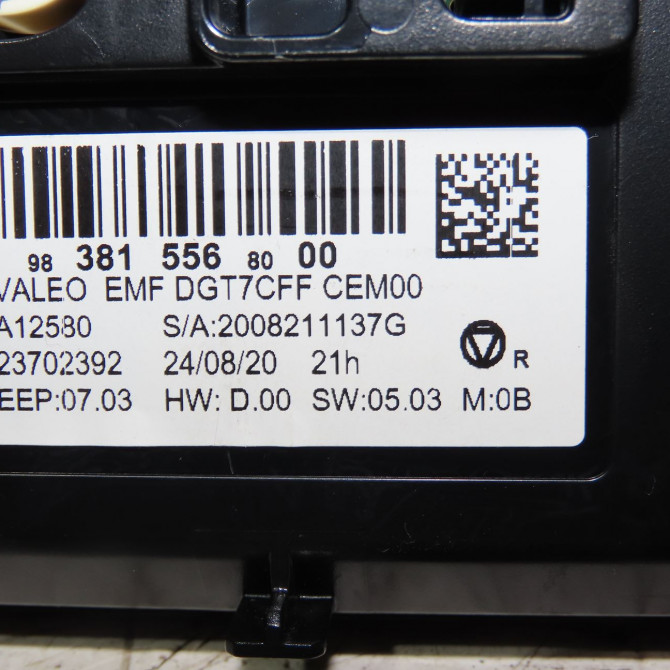 98 381 556 80 00
VALEO EMF DGT7CFF CEM00
A12580 S/A:2008211137G
23702392 24/08/20 21h
R
EEP:07.03 HW: D.00 SW:05.03 M:0B